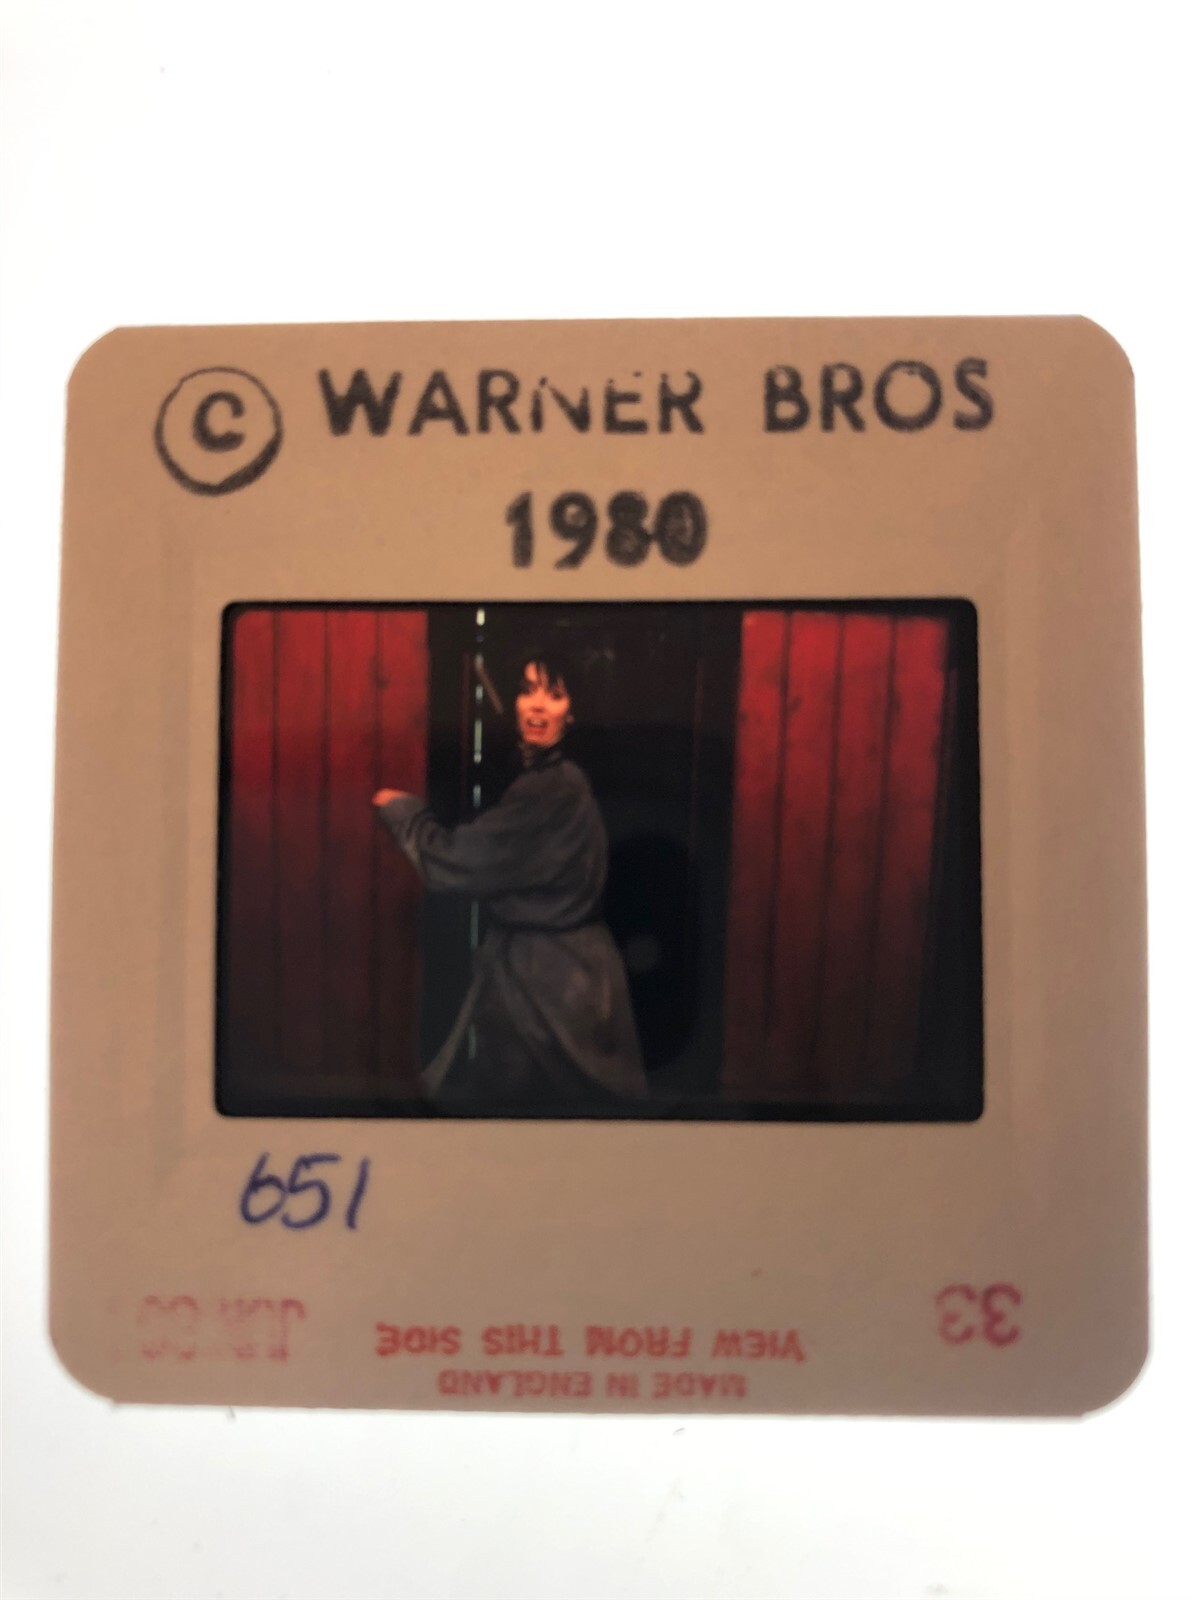 © WARNER BROS
1980
651
33
VIEW FROM THIS SIDE
MADE IN ENGLAND